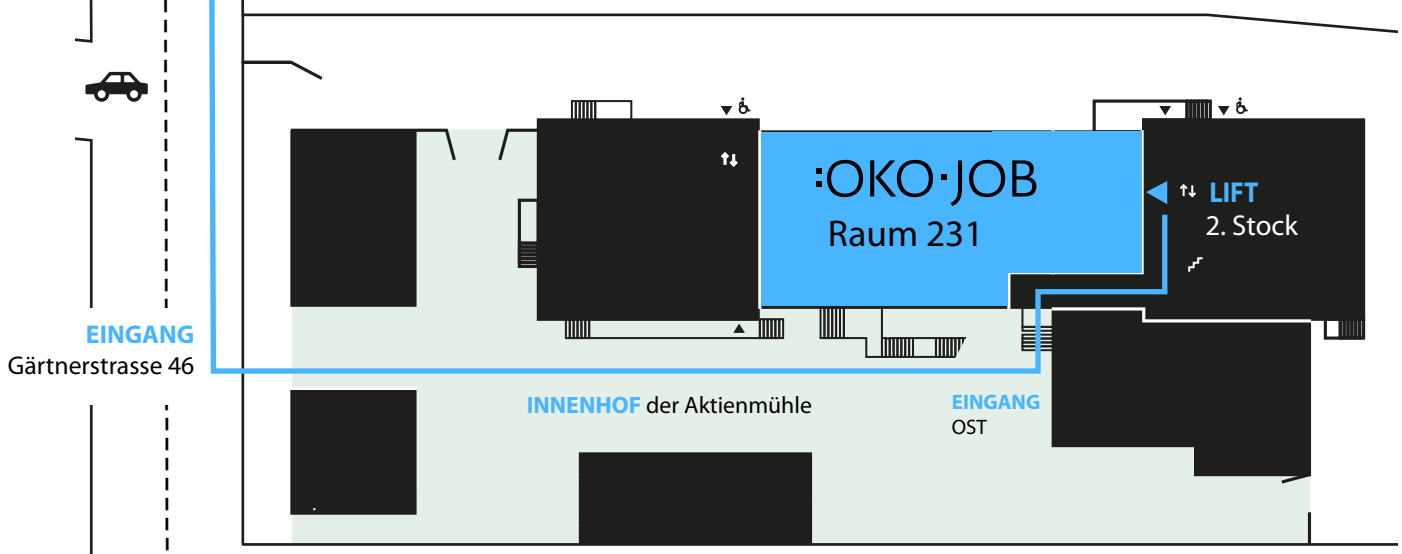 :OKO·JOB
Raum 231
LIFT
2. Stock
EINGANG
Gärtnerstrasse 46
INNENHOF der Aktienmühle
EINGANG
OST